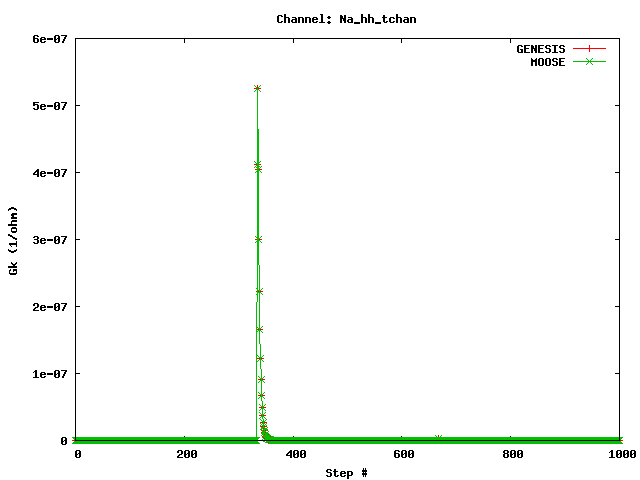 Channel: Na_hh_tchan
6e-07
5e-07
4e-07
3e-07
2e-07
1e-07
0
Gk (1/ohm)
GENESIS
MOOSE
0 200 400 600 800 1000
Step #